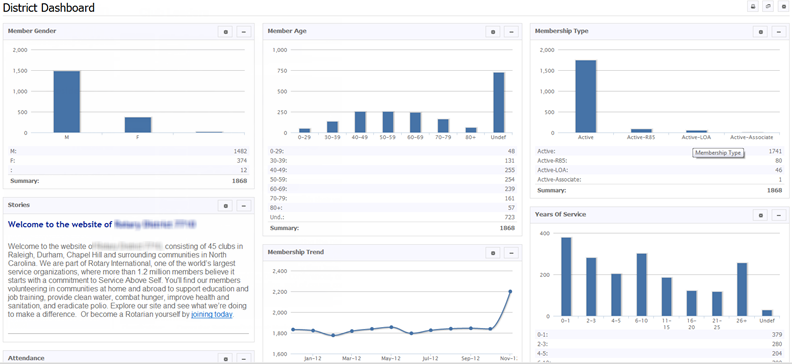 District Dashboard
Member Gender
2,000
1,500
1,000
500
0
M
F
M: 1482
F: 374
: 12
Summary: 1868
Stories
Welcome to the website of
Welcome to the website of consisting of 45 clubs in
Raleigh, Durham, Chapel Hill and surrounding communities in North
Carolina. We are part of Rotary International, one of the world's largest
service organizations, where more than 1.2 million members believe it
starts with a commitment to Service Above Self. You'll find our members
volunteering in communities at home and abroad to support education and
job training, provide clean water, combat hunger, improve health and
sanitation, and eradicate polio. Explore our site and see what we're doing
to make a difference. Or become a Rotarian yourself by joining today.
Attendance
Member Age
1,000
750
500
250
0
0-29 30-39 40-49 50-59 60-69 70-79 80+ Undef
0-29: 48
30-39: 131
40-49: 255
50-59: 254
60-69: 239
70-79: 161
80+: 57
Und.: 723
Summary: 1868
Membership Trend
2,400
2,200
2,000
1,800
1,600
Jan-12 Mar-12 May-12 Jul-12 Sep-12 Nov-1.
Membership Type
2,000
1,500
1,000
500
0
Active Active-R85 Active-LOA Active-Associate
Membership Type
Active: 1741
Active-R85: 80
Active-LOA: 46
Active-Associate: 1
Summary: 1868
Years Of Service
400
200
0
0-1 2-3 4-5 6-10 11-15 16-20 21-25 26+ Undef
0-1: 379
2-3: 280
4-5: 204